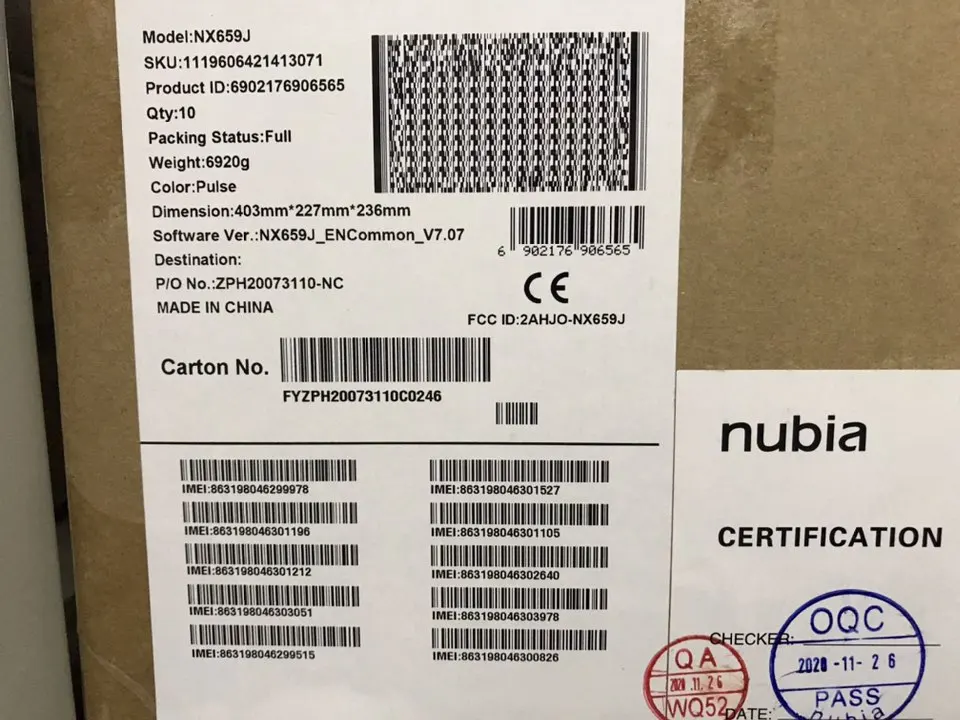 Model:NX659J
SKU:1119606421413071
Product ID:6902176906565
Qty:10
Packing Status:Full
Weight:6920g
Color:Pulse
Dimension:403mm*227mm*236mm
Software Ver.:NX659J_ENCommon_V7.07
Destination:
P/O No.:ZPH20073110-NC
MADE IN CHINA
6 902176 906565
CE
FCC ID:2AHJO-NX659J
Carton No.
FYZPH20073110C0246
IMEI:863198046299978
IMEI:863198046301527
IMEI:863198046301196
IMEI:863198046301105
IMEI:863198046301212
IMEI:863198046302640
IMEI:863198046303051
IMEI:863198046303978
IMEI:863198046299515
IMEI:863198046300826
nubia
CERTIFICATION
CHECKER:
OQC
2020-11-26
PASS
Nubia
QA
2020.11.26
WQ52
DATE: